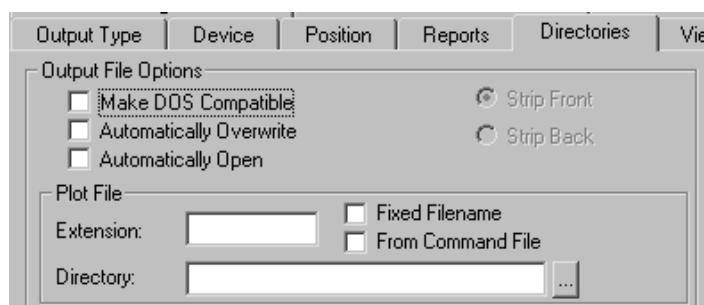 Output Type Device Position Reports Directories
Output File Options
Make DOS Compatible Strip Front
Automatically Overwrite Strip Back
Automatically Open
Plot File
Extension: Fixed Filename
From Command File
Directory: ...